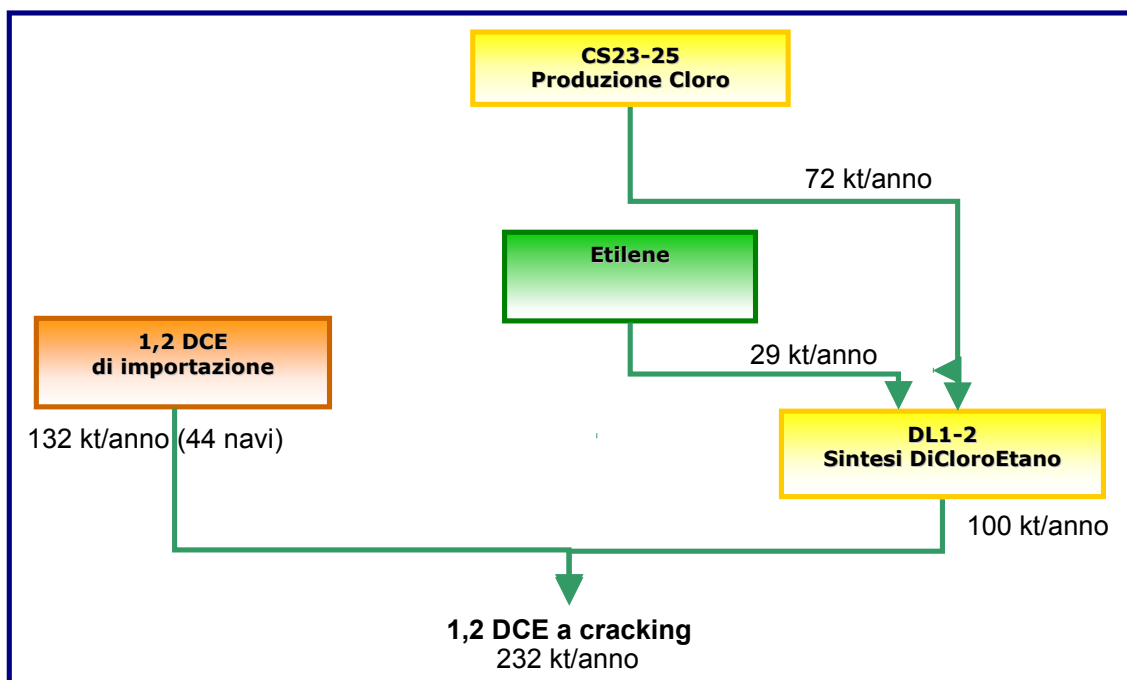 CS23-25
Produzione Cloro
72 kt/anno
Etilene
29 kt/anno
1,2 DCE
di importazione
132 kt/anno (44 navi)
DL1-2
Sintesi DiCloroEtano
100 kt/anno
1,2 DCE a cracking
232 kt/anno